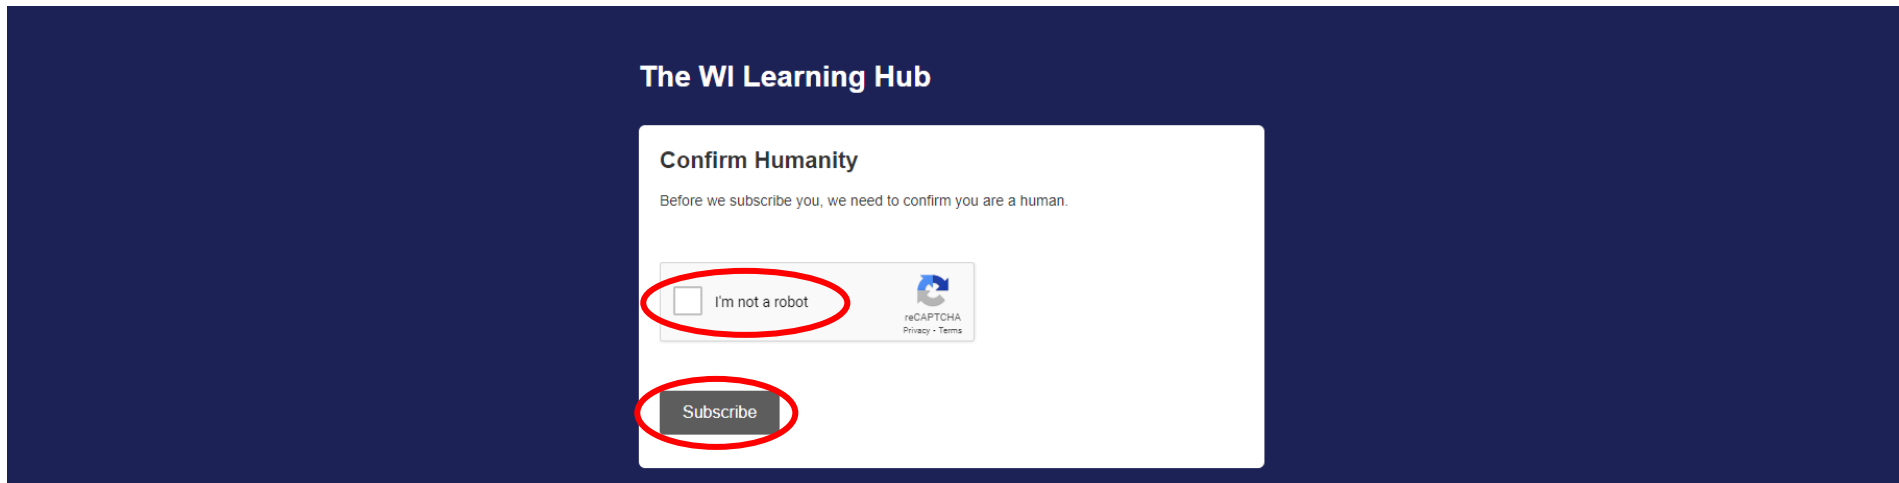 The WI Learning Hub
Confirm Humanity
Before we subscribe you, we need to confirm you are a human.
I'm not a robot
reCAPTCHA
Privacy - Terms
Subscribe